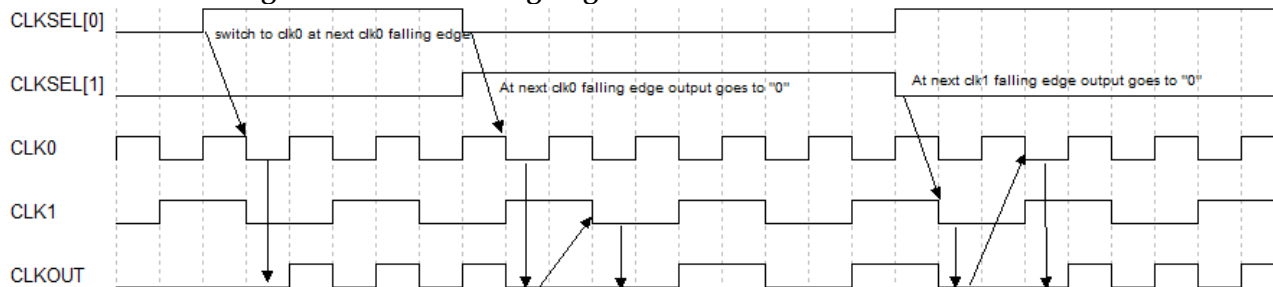 CLKSEL[0]
switch to clk0 at next clk0 falling edge
CLKSEL[1]
At next clk0 falling edge output goes to "0"
At next clk1 falling edge output goes to "0"
CLK0
CLK1
CLKOUT